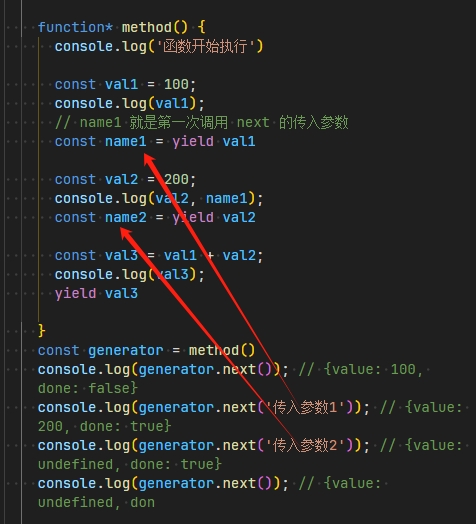 function* method() {
console.log('函数开始执行')
const val1 = 100;
console.log(val1);
// name1 就是第一次调用 next 的传入参数
const name1 = yield val1
const val2 = 200;
console.log(val2, name1);
const name2 = yield val2
const val3 = val1 + val2;
console.log(val3);
yield val3
}
const generator = method()
console.log(generator.next()); // {value: 100,
done: false}
console.log(generator.next('传入参数1')); // {value:
200, done: true}
console.log(generator.next('传入参数2')); // {value:
undefined, done: true}
console.log(generator.next()); // {value:
undefined, don